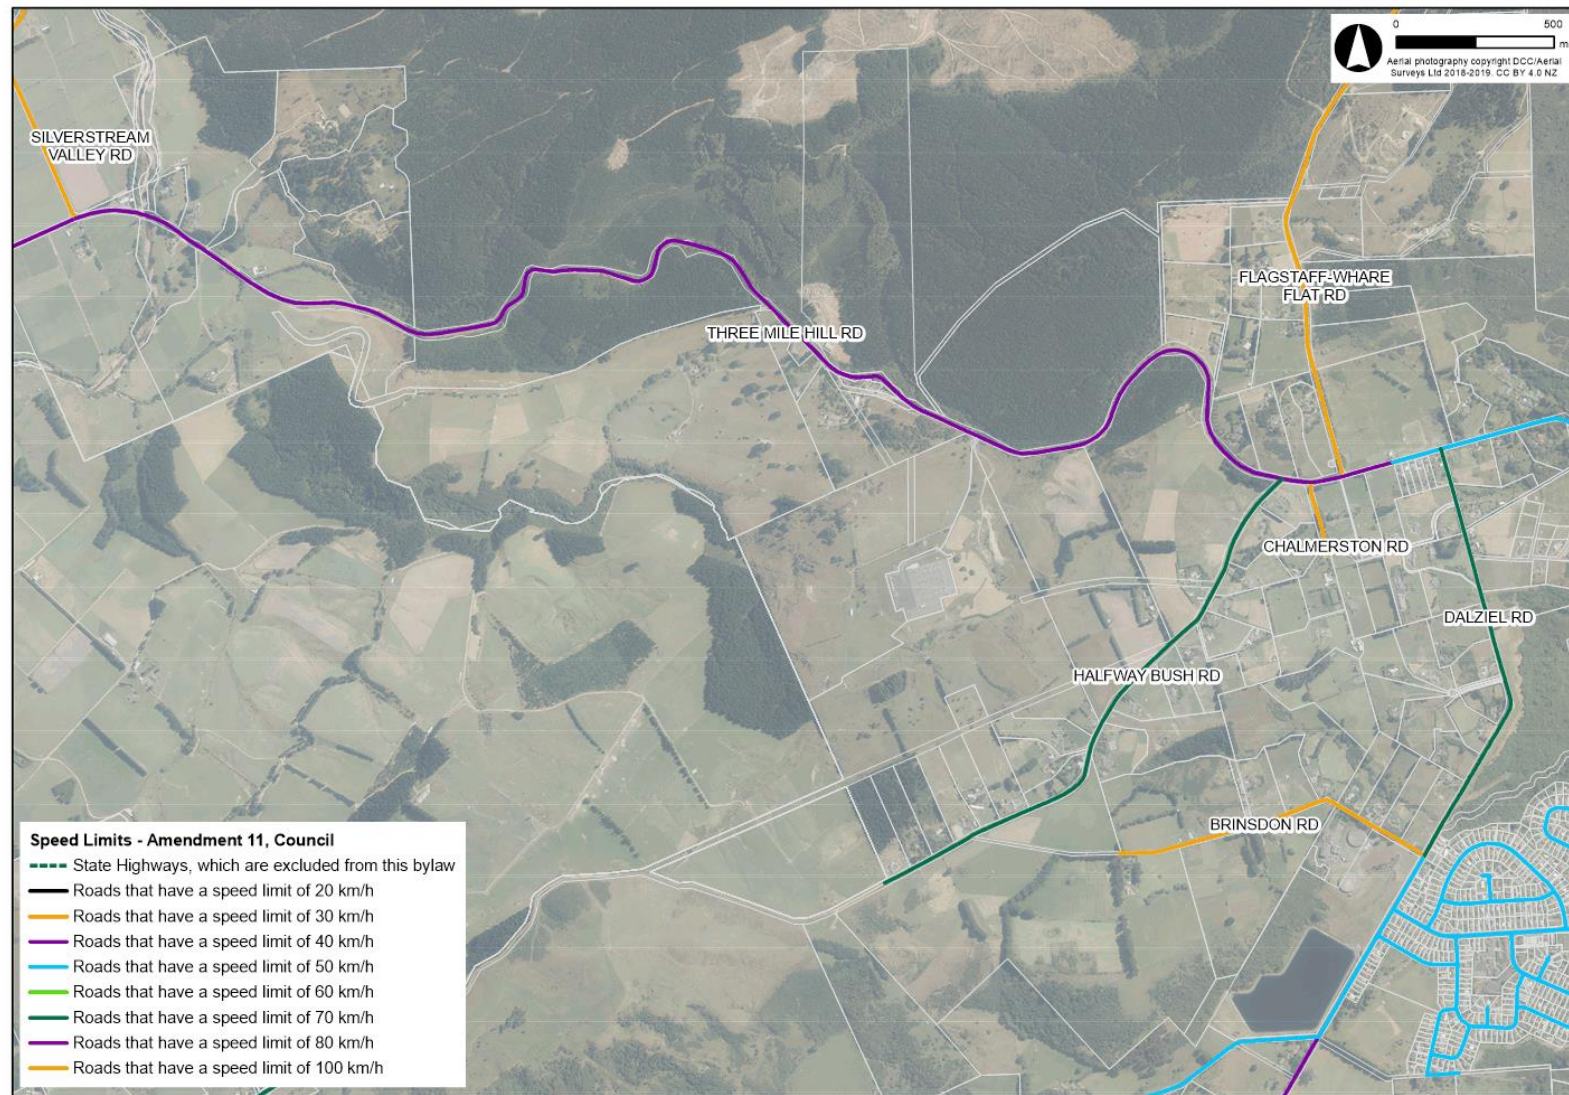 0 500
m
Aerial photography copyright DCC/Aerial
Surveys Ltd 2018-2019. CC BY 4.0 NZ
SILVERSTREAM
VALLEY RD
FLAGSTAFF-WHARE
FLAT RD
THREE MILE HILL RD
CHALMERSTON RD
DALZIEL RD
HALFWAY BUSH RD
BRINSDON RD
Speed Limits - Amendment 11, Council
State Highways, which are excluded from this bylaw
Roads that have a speed limit of 20 km/h
Roads that have a speed limit of 30 km/h
Roads that have a speed limit of 40 km/h
Roads that have a speed limit of 50 km/h
Roads that have a speed limit of 60 km/h
Roads that have a speed limit of 70 km/h
Roads that have a speed limit of 80 km/h
Roads that have a speed limit of 100 km/h